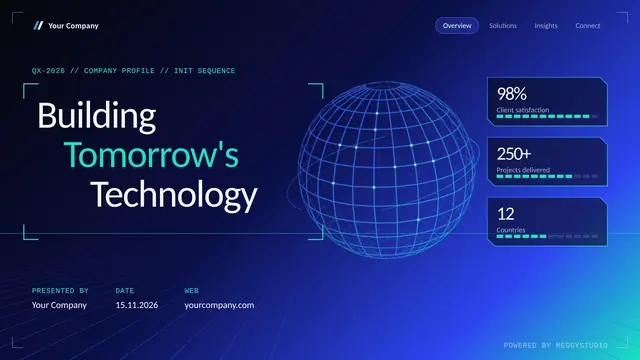 Your Company
Overview Solutions Insights Connect
QX-2026 // COMPANY PROFILE // INIT SEQUENCE
Building
Tomorrow's
Technology
98%
Client satisfaction
250+
Projects delivered
12
Countries
PRESENTED BY DATE WEB
Your Company 15.11.2026 yourcompany.com
POWERED BY MEGGYSTUDIO